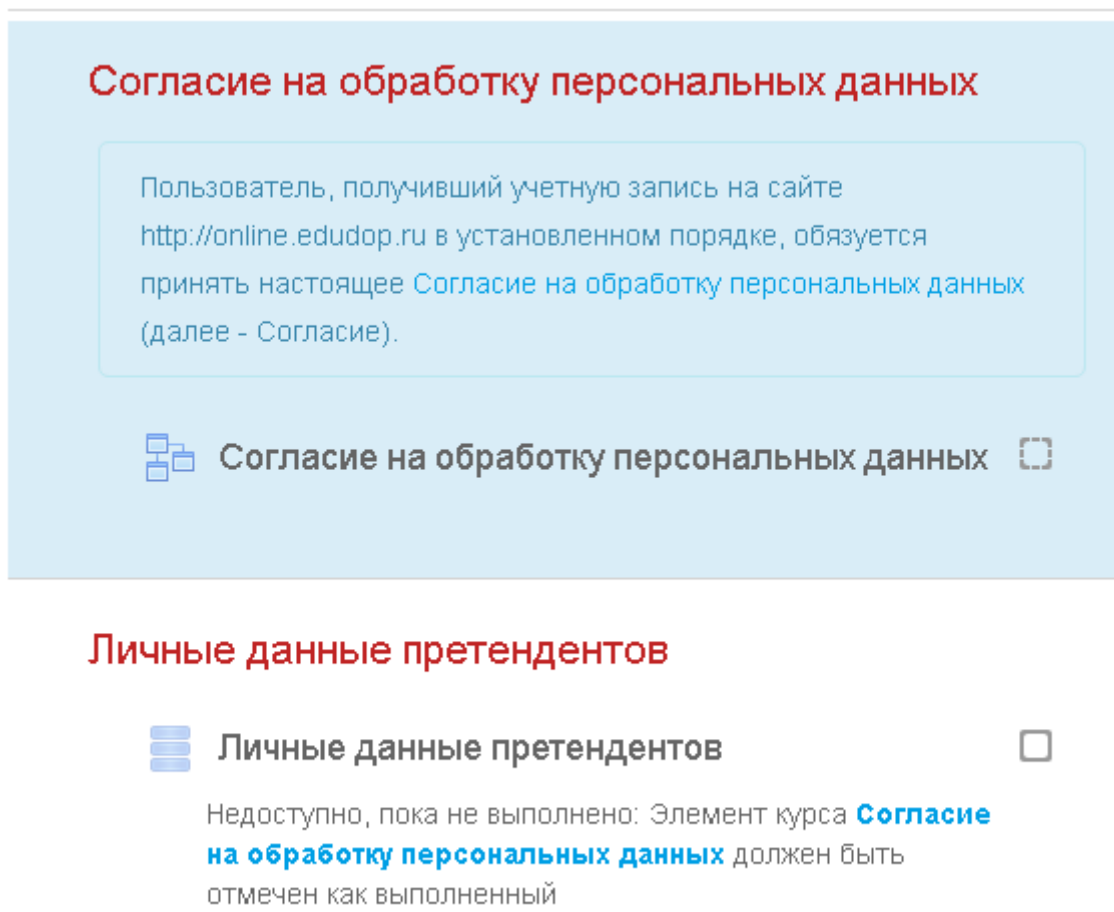 Согласие на обработку персональных данных
Пользователь, получивший учетную запись на сайте
http://online.edudop.ru в установленном порядке, обязуется
принять настоящее Согласие на обработку персональных данных
(далее - Согласие).
Согласие на обработку персональных данных
Личные данные претендентов
Личные данные претендентов
Недоступно, пока не выполнено: Элемент курса Согласие
на обработку персональных данных должен быть
отмечен как выполненный